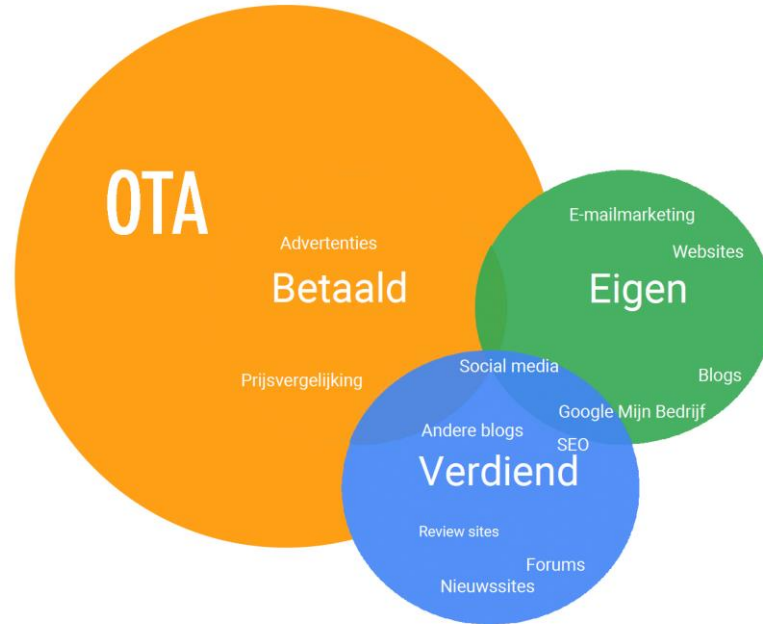 OTA
E-mailmarketing
Advertenties
Websites
Betaald
Eigen
Social media
Prijsvergelijking
Blogs
Google Mijn Bedrijf
Andere blogs
SEO
Verdiend
Review sites
Forums
Nieuwssites